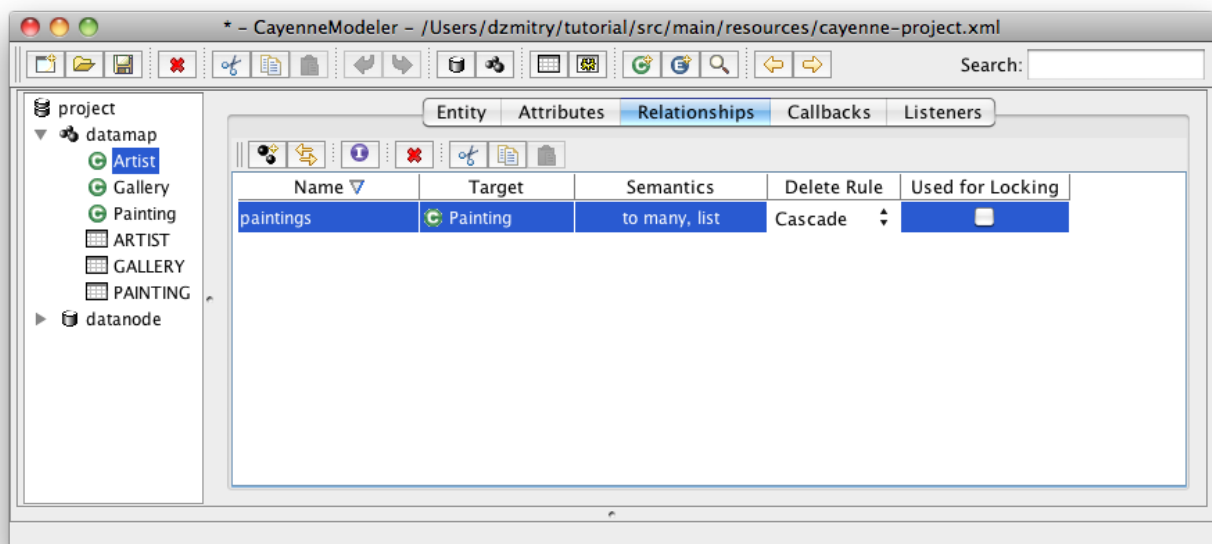 * – CayenneModeler – /Users/dzmitry/tutorial/src/main/resources/cayenne-project.xml
Search:
project
datamap
Artist
Gallery
Painting
ARTIST
GALLERY
PAINTING
datanode
Entity Attributes Relationships Callbacks Listeners
Name Target Semantics Delete Rule Used for Locking
paintings Painting to many, list Cascade